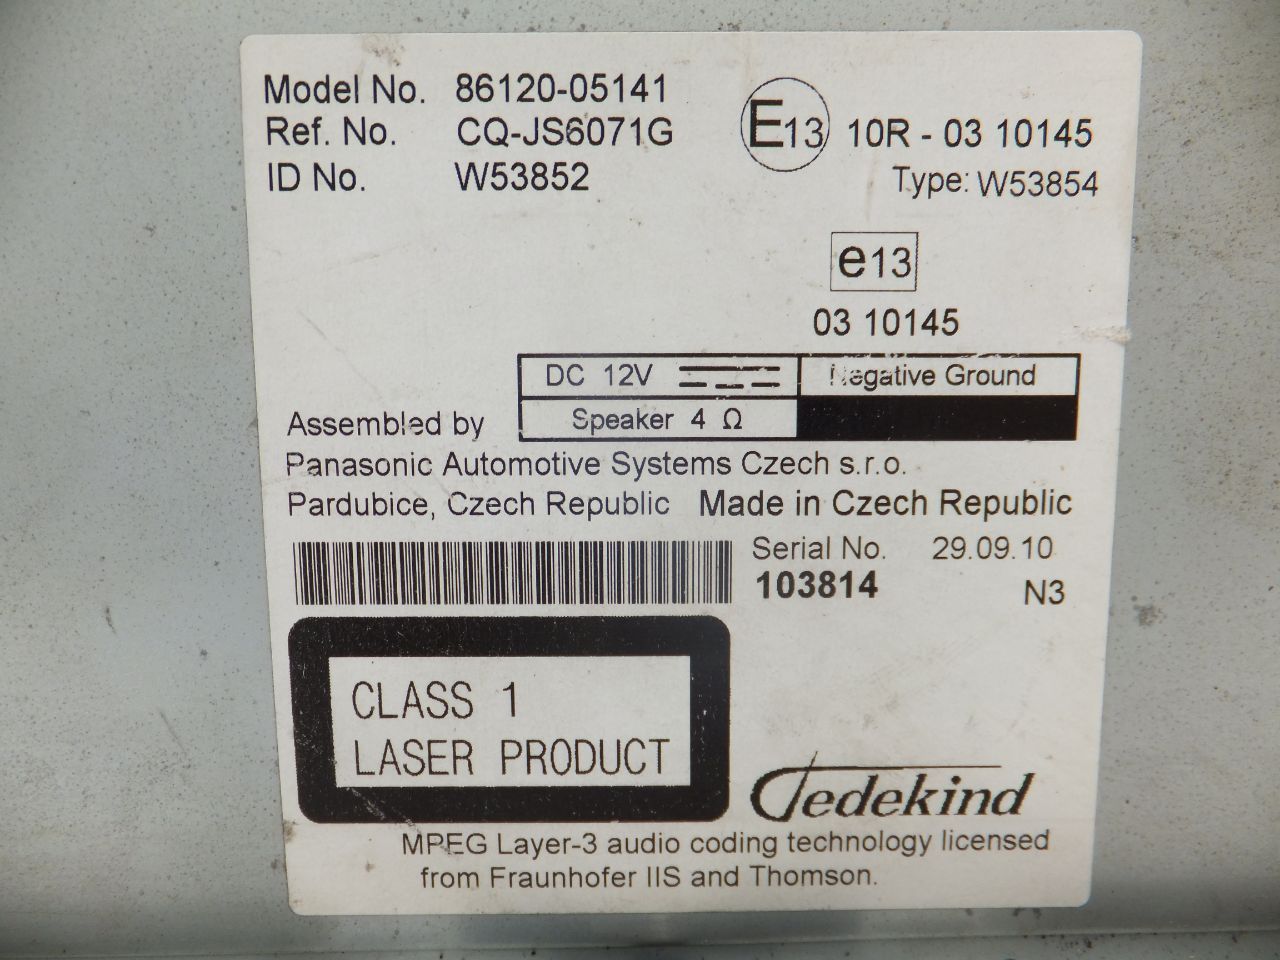 Model No. 86120-05141
Ref. No. CQ-JS6071G
ID No. W53852
E13 10R - 03 10145
Type: W53854
e13
03 10145
DC 12V Negative Ground
Speaker 4 Ω
Assembled by
Panasonic Automotive Systems Czech s.r.o.
Pardubice, Czech Republic Made in Czech Republic
Serial No. 29.09.10
103814 N3
CLASS 1
LASER PRODUCT
Jedekind
MPEG Layer-3 audio coding technology licensed
from Fraunhofer IIS and Thomson.